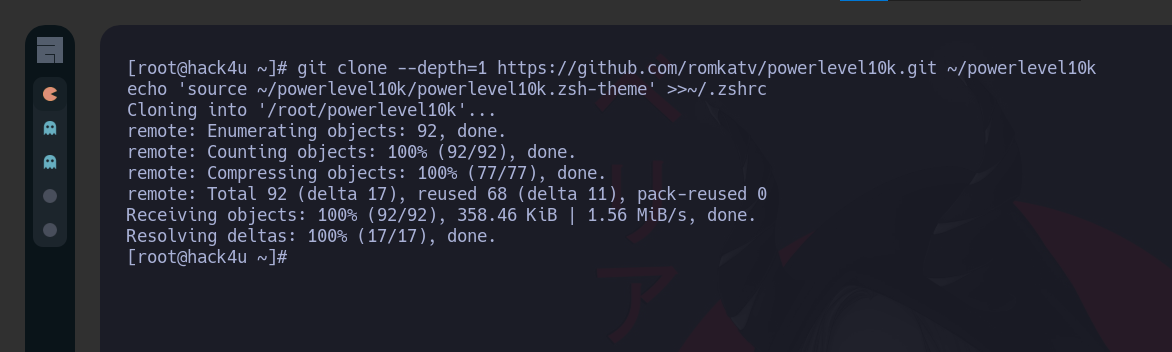 [root@hack4u ~]# git clone --depth=1 https://github.com/romkatv/powerlevel10k.git ~/powerlevel10k
echo 'source ~/powerlevel10k/powerlevel10k.zsh-theme' >>~/.zshrc
Cloning into '/root/powerlevel10k'...
remote: Enumerating objects: 92, done.
remote: Counting objects: 100% (92/92), done.
remote: Compressing objects: 100% (77/77), done.
remote: Total 92 (delta 17), reused 68 (delta 11), pack-reused 0
Receiving objects: 100% (92/92), 358.46 KiB | 1.56 MiB/s, done.
Resolving deltas: 100% (17/17), done.
[root@hack4u ~]#